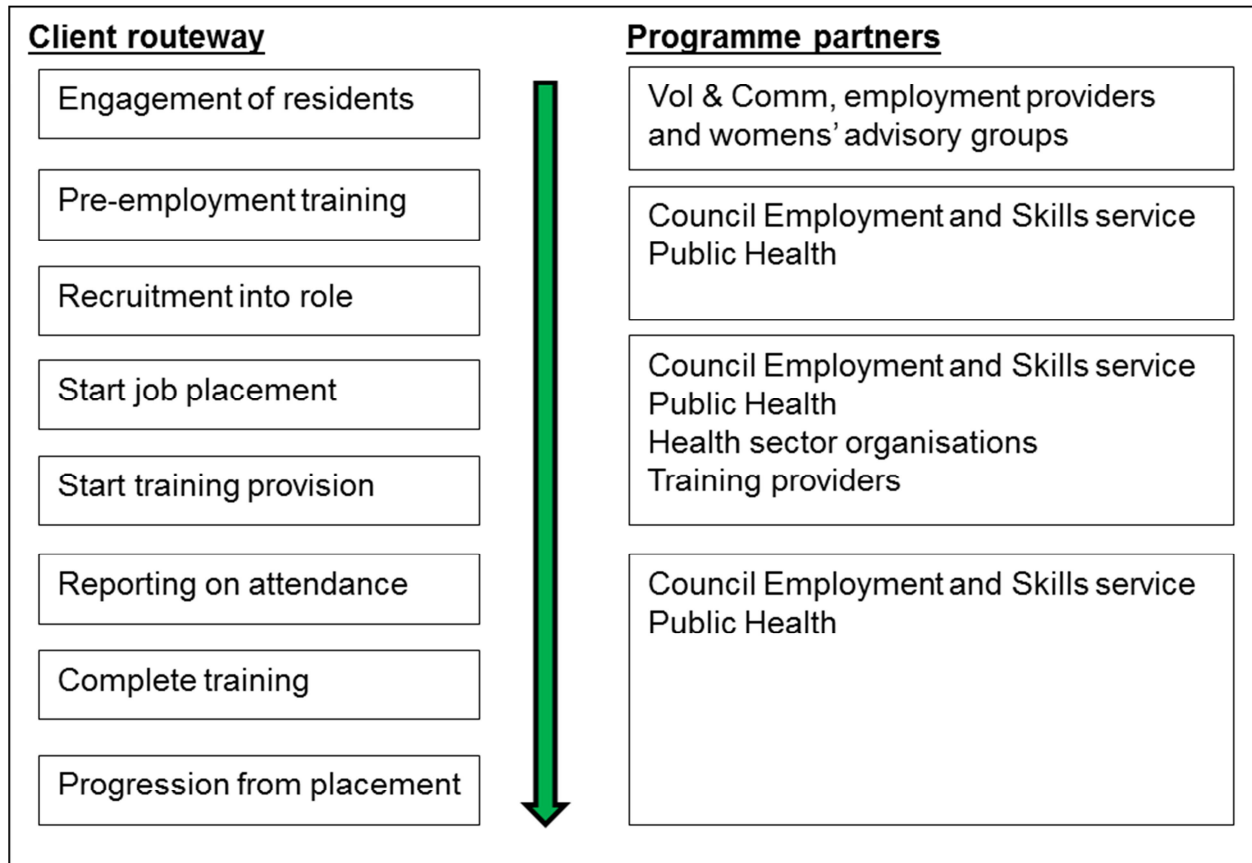 Client routeway
Engagement of residents
Pre-employment training
Recruitment into role
Start job placement
Start training provision
Reporting on attendance
Complete training
Progression from placement
Programme partners
Vol & Comm, employment providers
and womens’ advisory groups
Council Employment and Skills service
Public Health
Council Employment and Skills service
Public Health
Health sector organisations
Training providers
Council Employment and Skills service
Public Health